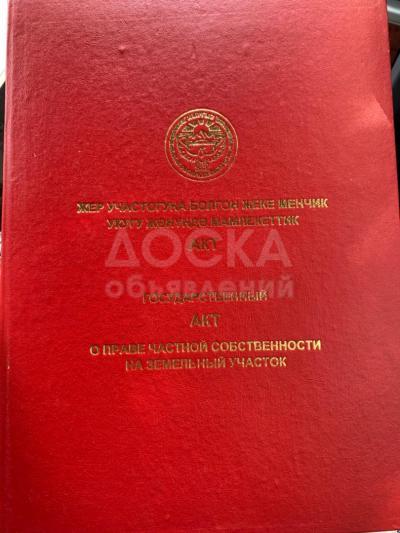 ЖЕР УЧАСТОГУНА БОЛГОН ЖЕКЕ МЕНЧИК
УКУГУ ЖӨНҮНДӨ МАМЛЕКЕТТИК
АКТ
ДОСКА
объявлений
ГОСУДАРСТВЕННЫЙ
АКТ
О ПРАВЕ ЧАСТНОЙ СОБСТВЕННОСТИ
НА ЗЕМЕЛЬНЫЙ УЧАСТОК